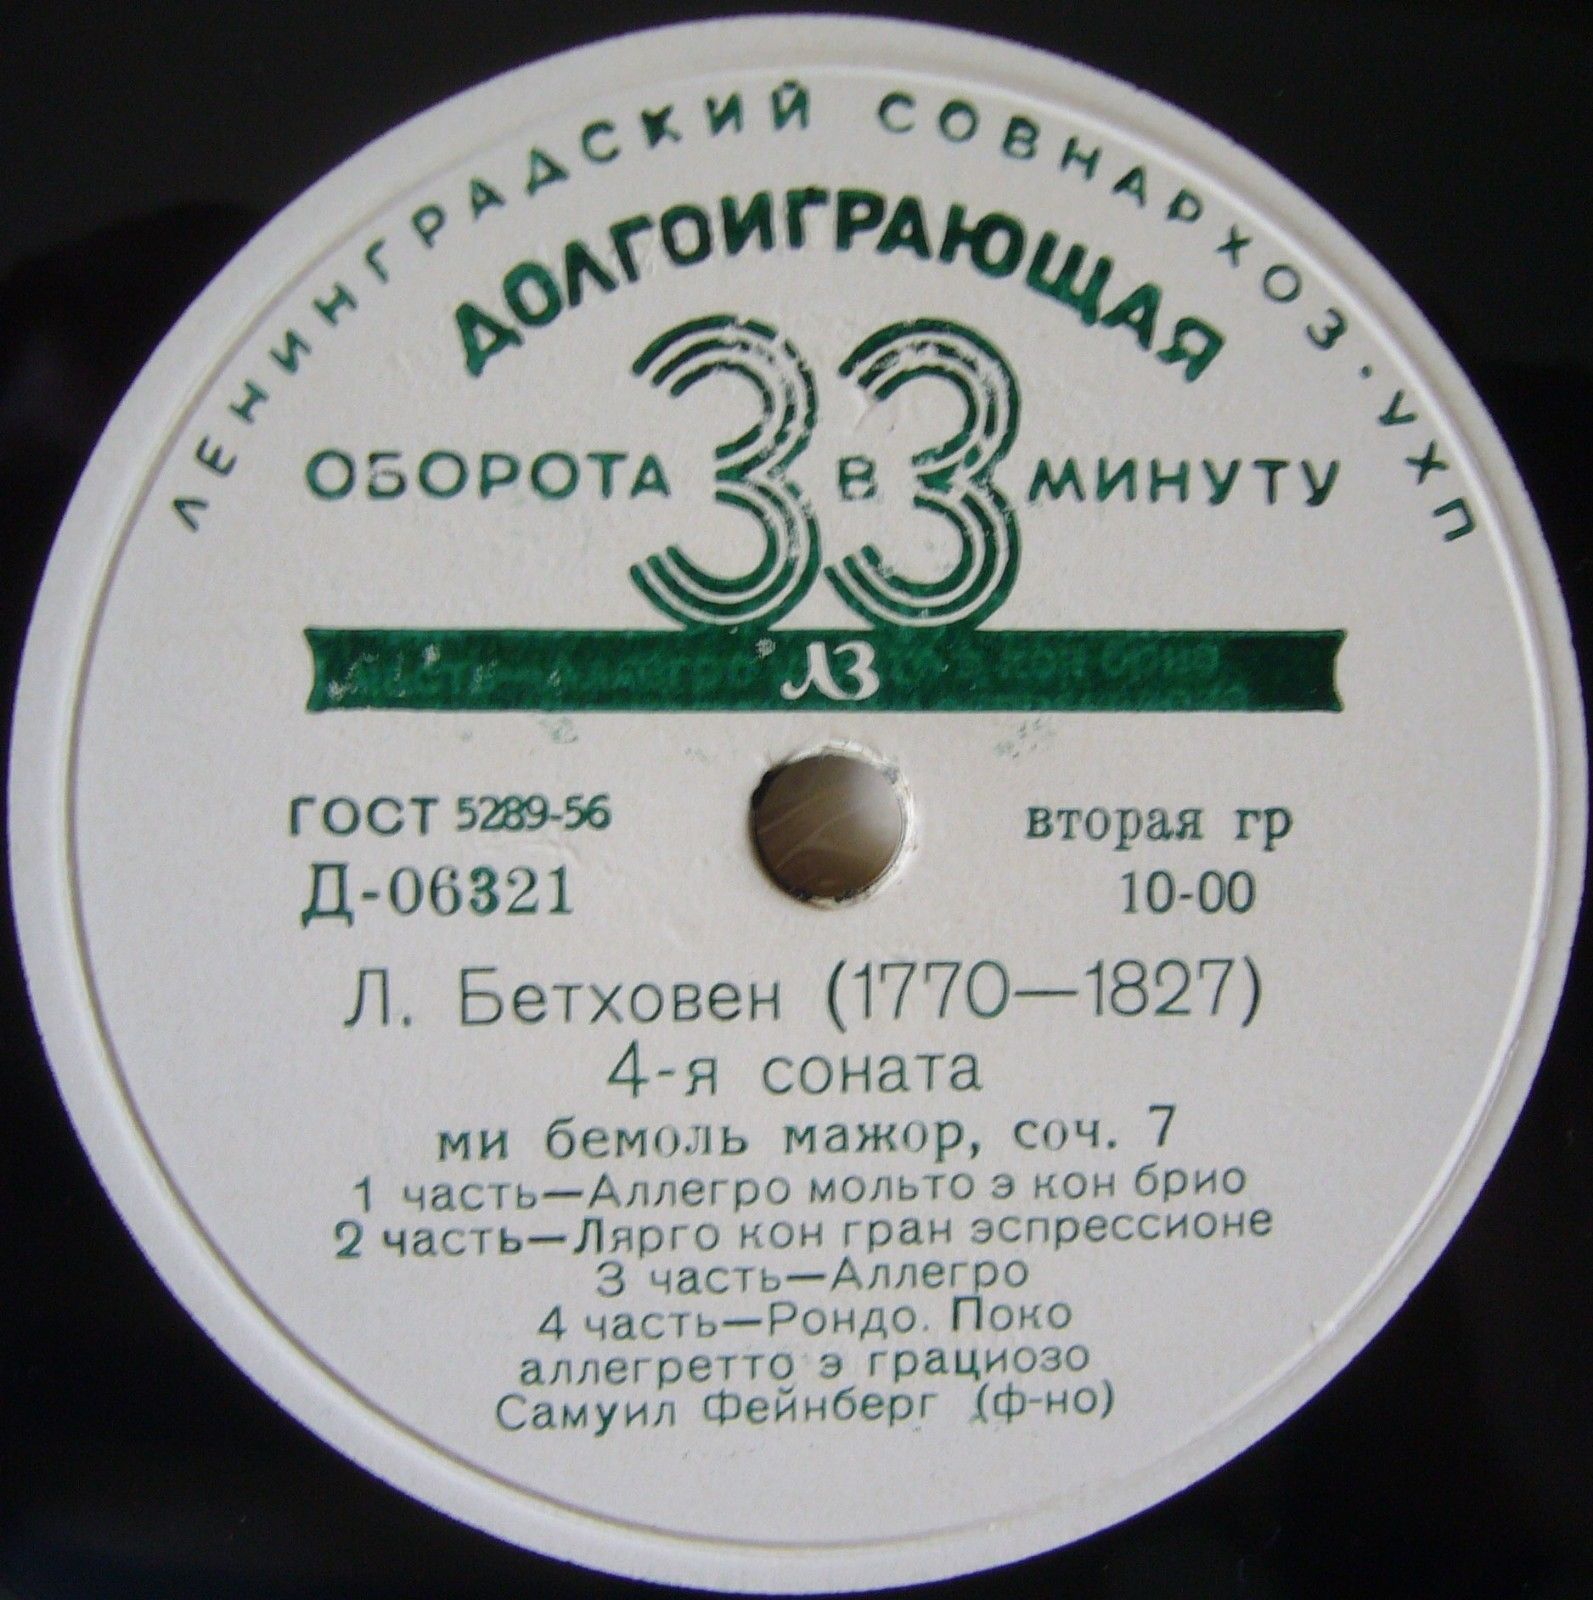 ЛЕНИНГРАДСКИЙ СОВНАРХОЗ · УХП
ДОЛГОИГРАЮЩАЯ
ОБОРОТА 33 В МИНУТУ
ЛЗ
ГОСТ 5289-56 вторая гр
Д-06321 10-00
Л. Бетховен (1770—1827)
4-я соната
ми бемоль мажор, соч. 7
1 часть—Аллегро мольто э кон брио
2 часть—Лярго кон гран эспрессионе
3 часть—Аллегро
4 часть—Рондо. Поко
аллегретто э грациозо
Самуил Фейнберг (ф-но)